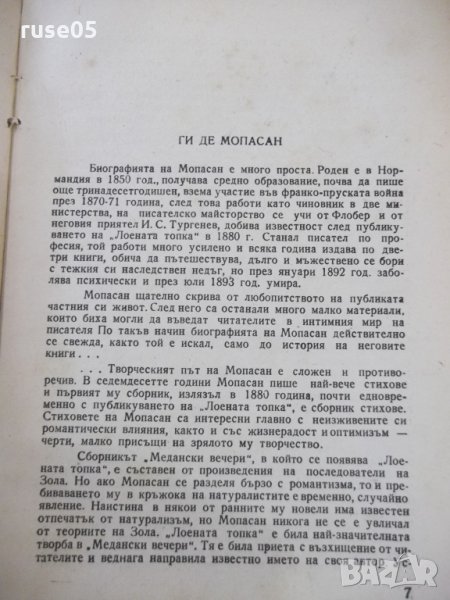 ruse05
ГИ ДЕ МОПАСАН
Биографията на Мопасан е много проста. Роден е в Нор-
мандия в 1850 год., получава средно образование, почва да пише
още тринадесетгодишен, взема участие във франко-пруската война
през 1870-71 година, след това работи като чиновник в две ми-
министерства, на писателско майсторство се учи от Флобер и от
неговия приятел И. С. Тургенев, добива известност след публику-
ването на „Лоената топка“ в 1880 г. Станал писател по про-
фесия, той работи много усилено и всяка година издава по две-
три книги, обича да пътешествува, дълго и мъжествено се бори
с тежкия си наследствен недъг, но през януари 1892 год. забо-
лява психически и през юли 1893 год. умира.
Мопасан щателно скрива от любопитството на публиката
частния си живот. След него са останали много малко материали,
които биха могли да въведат читателите в интимния мир на
писателя По такъв начин биографията на Мопасан действително
се свежда, както той е искал, само до история на неговите
книги . . .
. . . Творческият път на Мопасан е сложен и противо-
речив. В седемдесетте години Мопасан пише най-вече стихове
и първият му сборник, излязъл в 1880 година, почти едновре-
менно с публикуването на „Лоената топка“, е сборник стихове.
Стиховете на Мопасан са интересни главно с неизживените си
романтически влияния, както и със жизнерадост и оптимизъм —
черти, малко присъщи на зрялото му творчество.
Сборникът „Медански вечери“, в който се появява „Лое-
ната топка“, е съставен от произведения на последователи на
Зола. Но ако Мопасан се разделя бързо с романтизма, то и пре-
биваването му в кръжока на натуралистите е временно, случайно
явление. Наистина в някои от ранните му новели има известен
отпечатък от натурализъм, но Мопасан никога не се е увличал
от теориите на Зола. „Лоената топка“ е била най-значителната
творба в „Медански вечери“. Тя е била приета с възхищение от чи-
тателите и веднага направила известно името на своя автор. Ус-
7
БАZАР